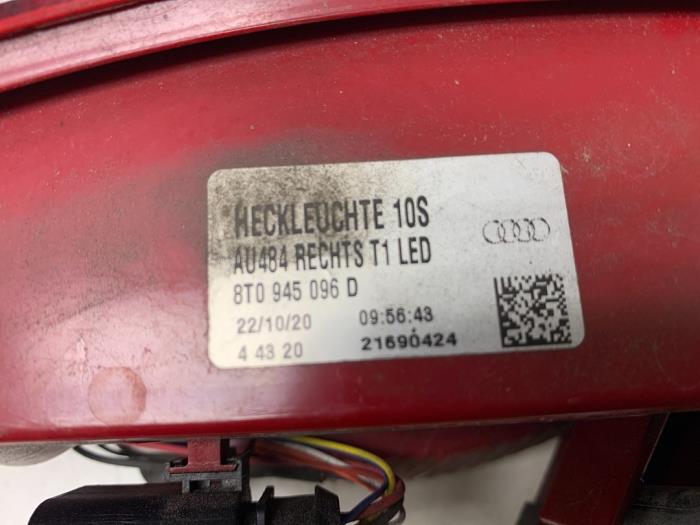 HECKLEUCHTE 10S
AU484 RECHTS T1 LED
8T0 945 096 D
22/10/20 09:56:43
4 43 20 21690424